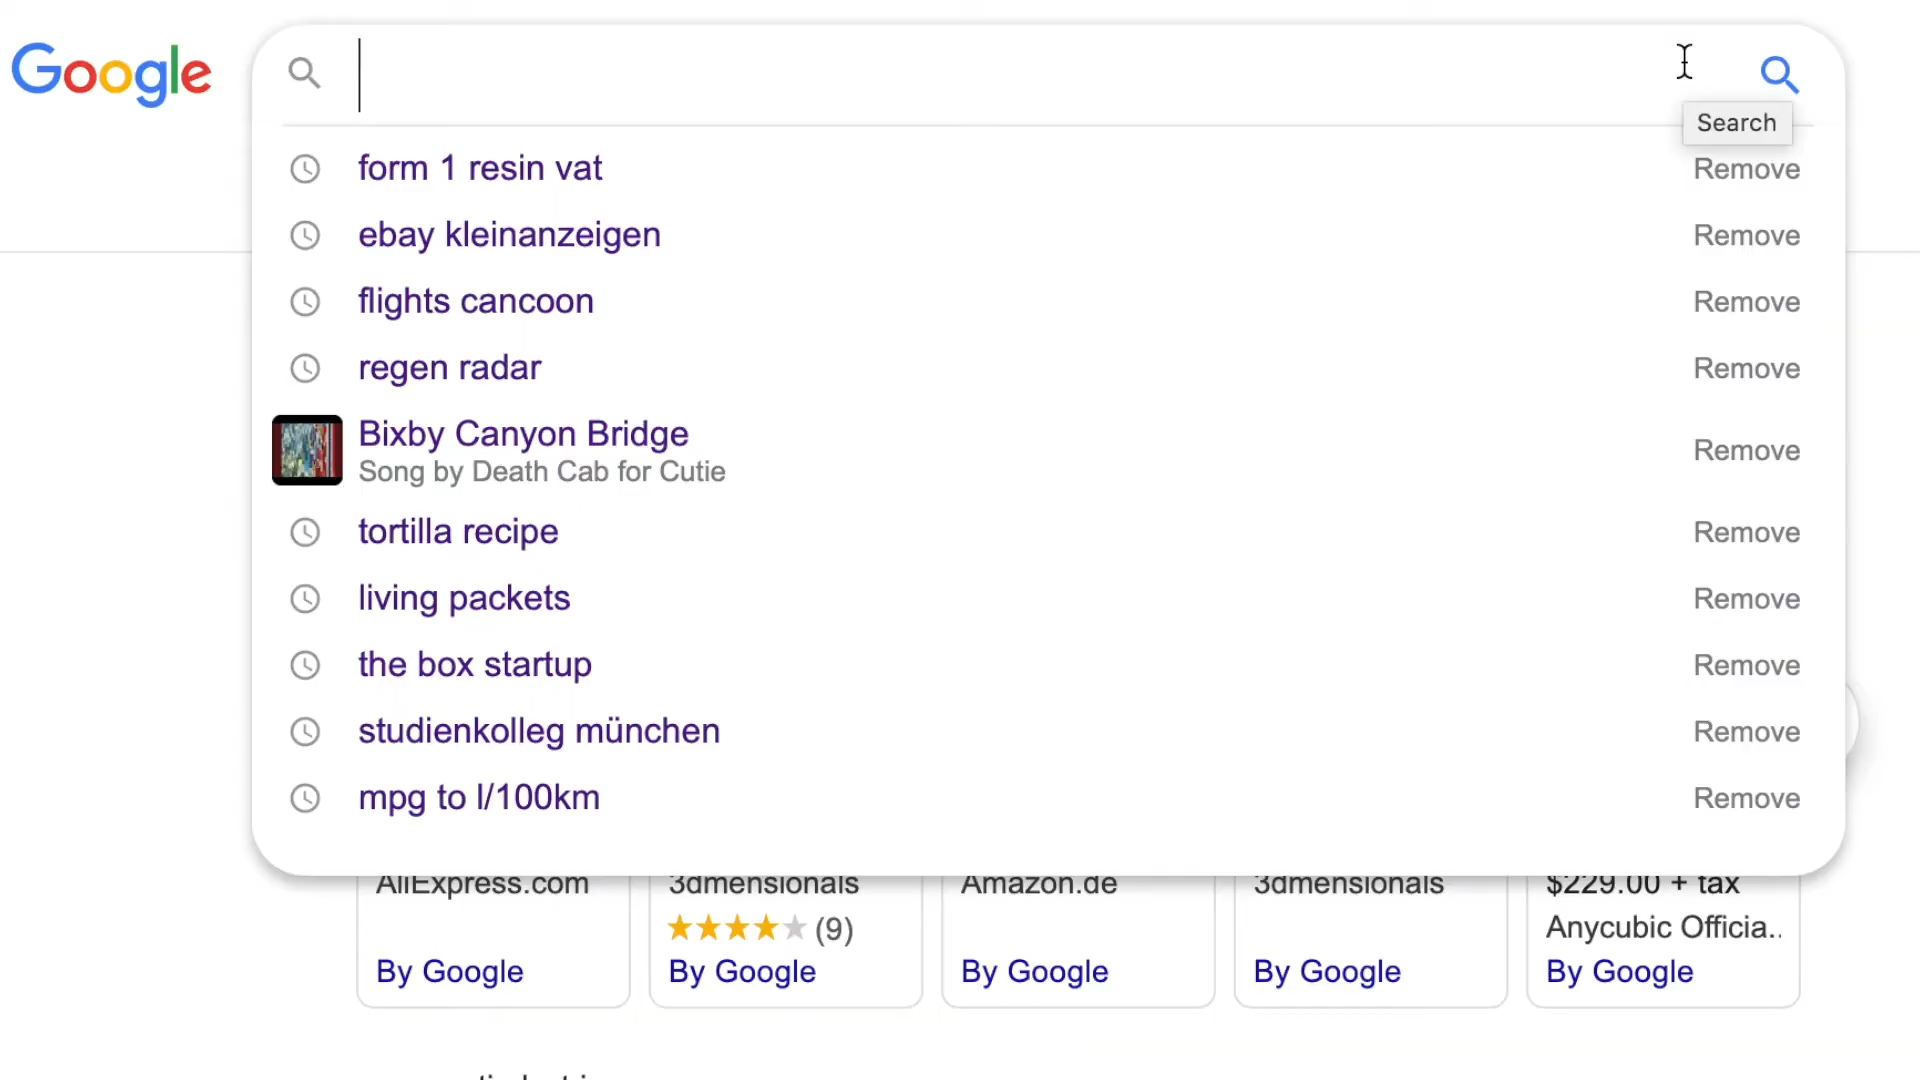 Google
Search
form 1 resin vat Remove
ebay kleinanzeigen Remove
flights cancoon Remove
regen radar Remove
Bixby Canyon Bridge
Song by Death Cab for Cutie Remove
tortilla recipe Remove
living packets Remove
the box startup Remove
studienkolleg münchen Remove
mpg to l/100km Remove
AliExpress.com 3dmensionals Amazon.de 3dmensionals $229.00 + tax
(9) Anycubic Officia..
By Google By Google By Google By Google By Google